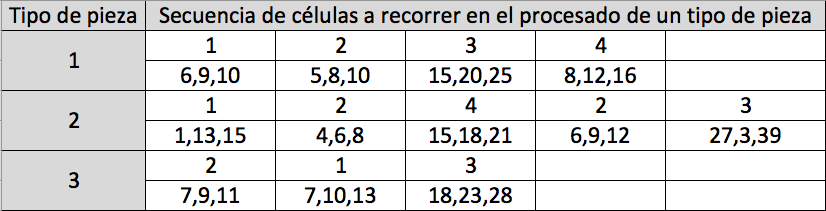 Tipo de pieza Secuencia de células a recorrer en el procesado de un tipo de pieza
1 1 2 3 4
6,9,10 5,8,10 15,20,25 8,12,16
2 1 2 4 2 3
1,13,15 4,6,8 15,18,21 6,9,12 27,3,39
3 2 1 3
7,9,11 7,10,13 18,23,28